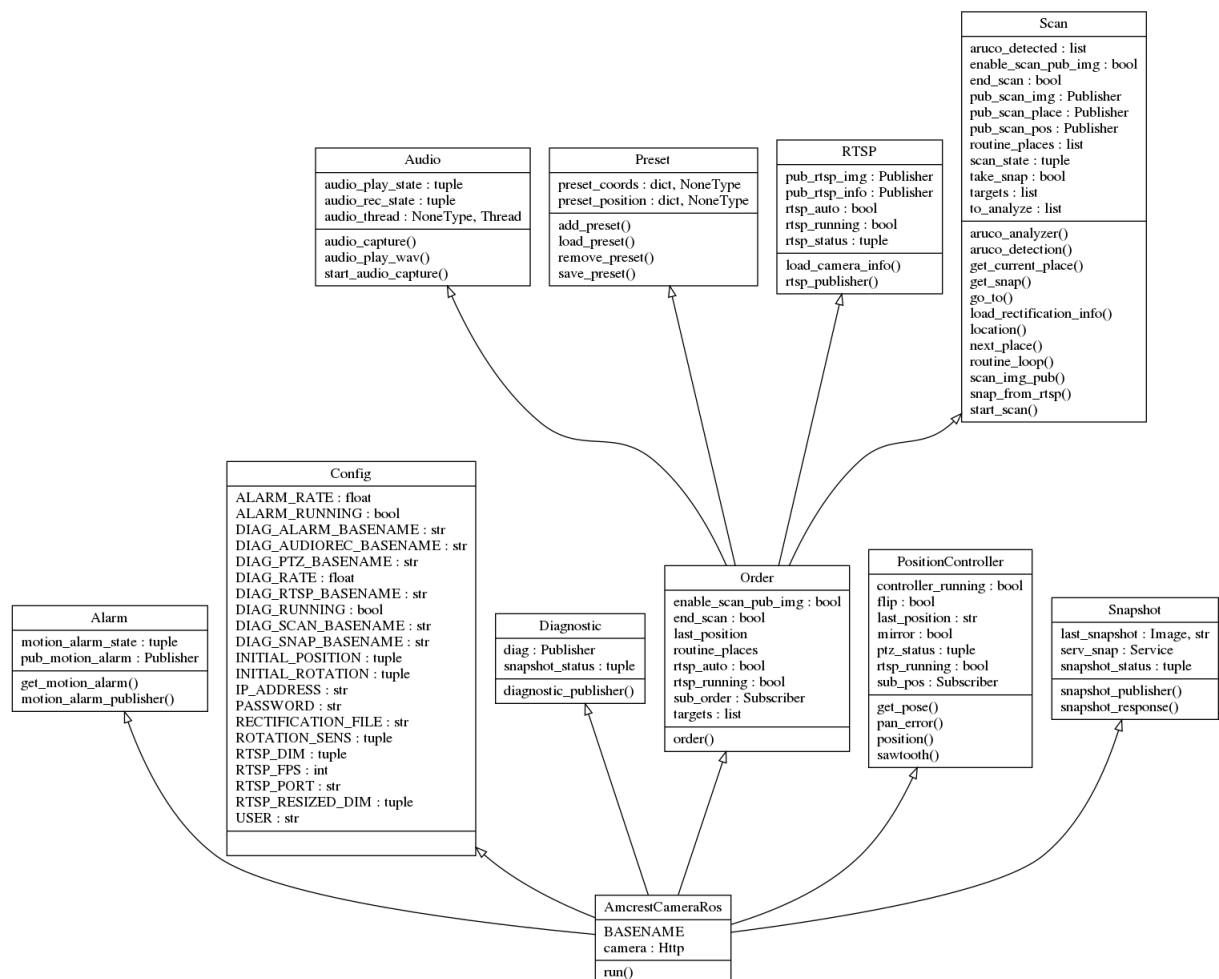 Scan
aruco_detected : list
enable_scan_pub_img : bool
end_scan : bool
pub_scan_img : Publisher
pub_scan_place : Publisher
pub_scan_pos : Publisher
routine_places : list
scan_state : tuple
take_snap : bool
targets : list
to_analyze : list
aruco_analyzer()
aruco_detection()
get_current_place()
get_snap()
go_to()
load_rectification_info()
location()
next_place()
routine_loop()
scan_img_pub()
snap_from_rtsp()
start_scan()
Audio
audio_play_state : tuple
audio_rec_state : tuple
audio_thread : NoneType, Thread
audio_capture()
audio_play_wav()
start_audio_capture()
Preset
preset_coords : dict, NoneType
preset_position : dict, NoneType
add_preset()
load_preset()
remove_preset()
save_preset()
RTSP
pub_rtsp_img : Publisher
pub_rtsp_info : Publisher
rtsp_auto : bool
rtsp_running : bool
rtsp_status : tuple
load_camera_info()
rtsp_publisher()
Config
ALARM_RATE : float
ALARM_RUNNING : bool
DIAG_ALARM_BASENAME : str
DIAG_AUDIOREC_BASENAME : str
DIAG_PTZ_BASENAME : str
DIAG_RATE : float
DIAG_RTSP_BASENAME : str
DIAG_RUNNING : bool
DIAG_SCAN_BASENAME : str
DIAG_SNAP_BASENAME : str
INITIAL_POSITION : tuple
INITIAL_ROTATION : tuple
IP_ADDRESS : str
PASSWORD : str
RECTIFICATION_FILE : str
ROTATION_SENS : tuple
RTSP_DIM : tuple
RTSP_FPS : int
RTSP_PORT : str
RTSP_RESIZED_DIM : tuple
USER : str
Alarm
motion_alarm_state : tuple
pub_motion_alarm : Publisher
get_motion_alarm()
motion_alarm_publisher()
Diagnostic
diag : Publisher
snapshot_status : tuple
diagnostic_publisher()
Order
enable_scan_pub_img : bool
end_scan : bool
last_position
routine_places
rtsp_auto : bool
rtsp_running : bool
sub_order : Subscriber
targets : list
order()
PositionController
controller_running : bool
flip : bool
last_position : str
mirror : bool
ptz_status : tuple
rtsp_running : bool
sub_pos : Subscriber
get_pose()
pan_error()
position()
sawtooth()
Snapshot
last_snapshot : Image, str
serv_snap : Service
snapshot_status : tuple
snapshot_publisher()
snapshot_response()
AmcrestCameraRos
BASENAME
camera : Http
run()